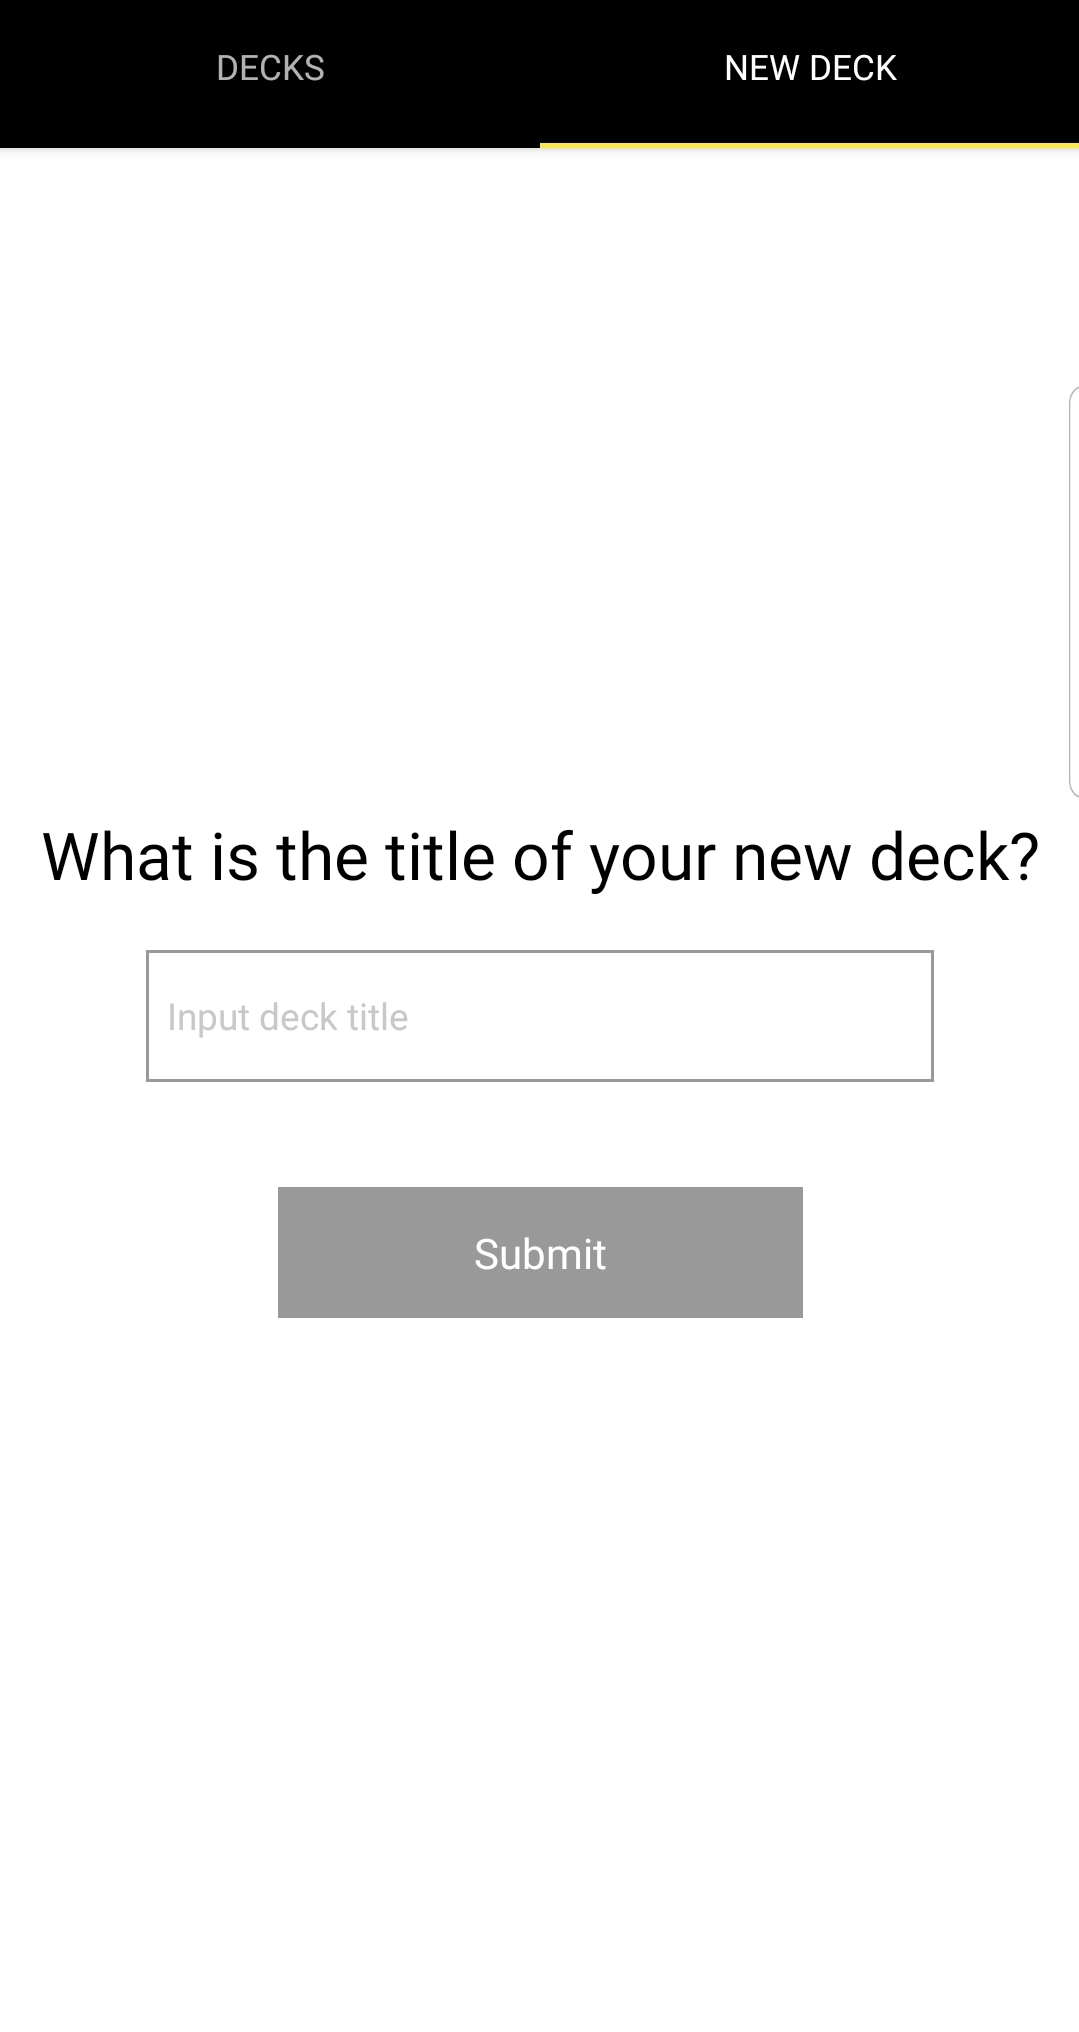 DECKS
NEW DECK
What is the title of your new deck?
Input deck title
Submit